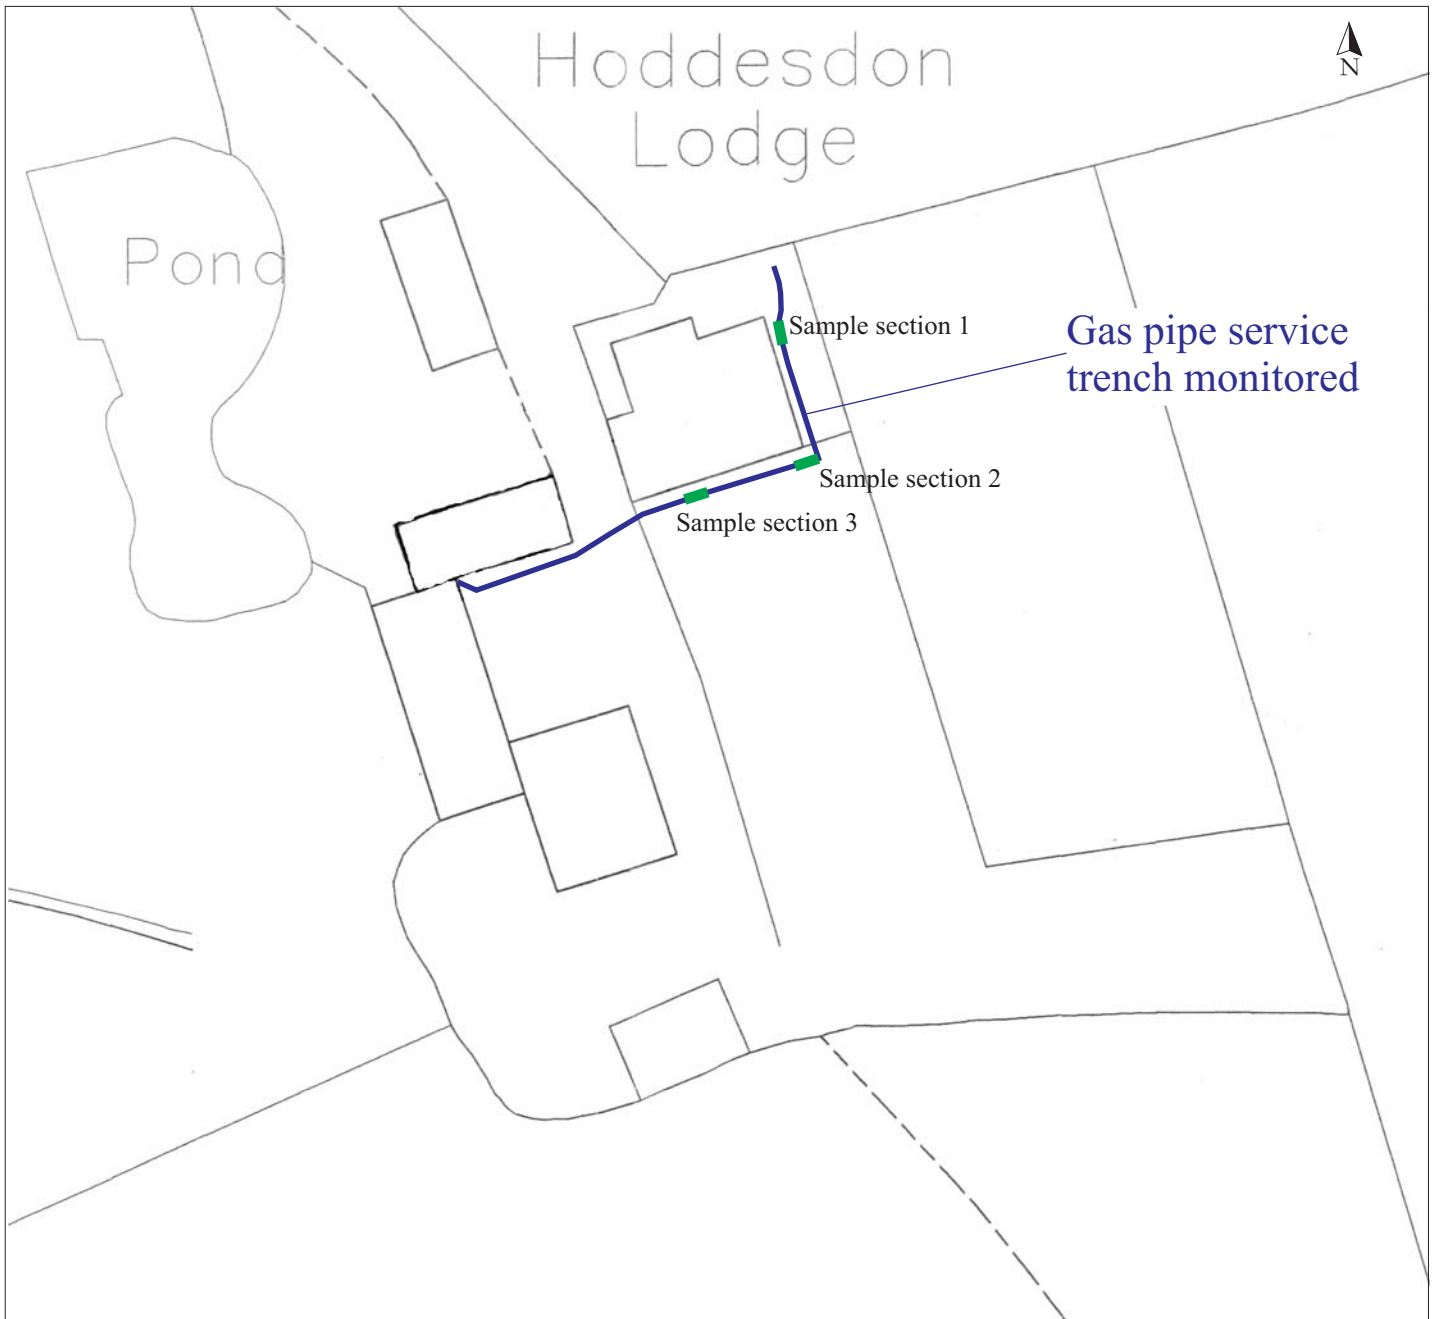 Hoddesdon
Lodge
N
Pond
Sample section 1
Gas pipe service
trench monitored
Sample section 2
Sample section 3